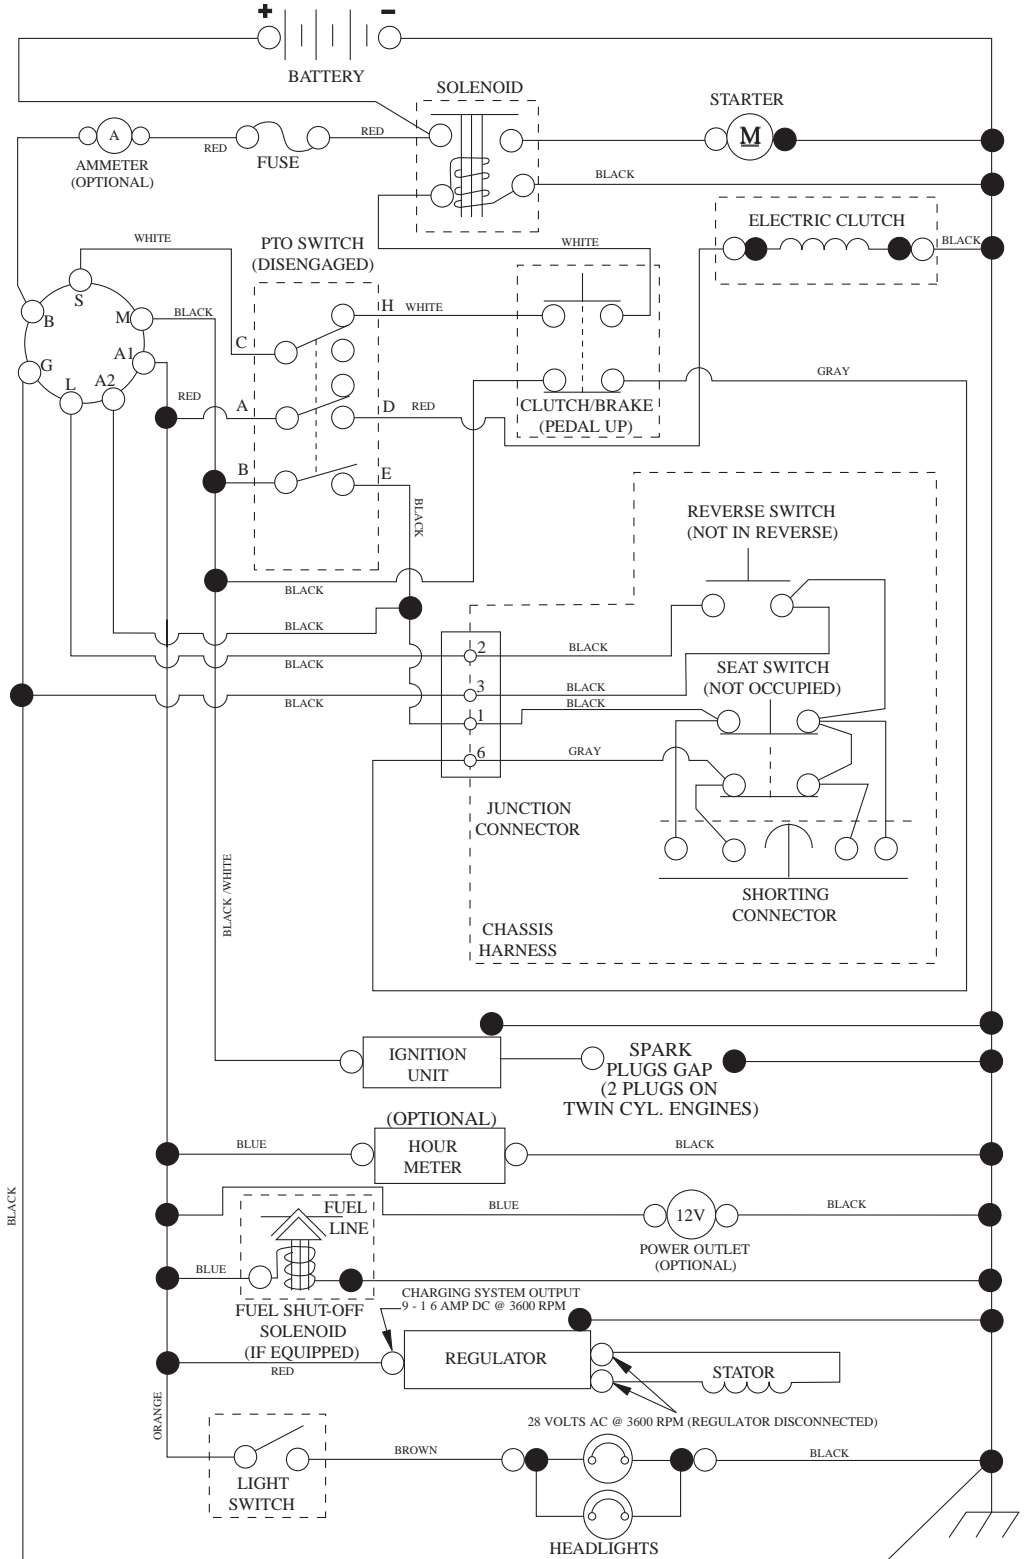 + −
BATTERY
SOLENOID
STARTER
M
A
RED
FUSE
RED
AMMETER
(OPTIONAL)
BLACK
ELECTRIC CLUTCH
BLACK
WHITE
PTO SWITCH
(DISENGAGED)
WHITE
S
B
M
BLACK
H
WHITE
C
G
A1
L
A2
RED
A
D
RED
GRAY
CLUTCH/BRAKE
(PEDAL UP)
B
E
BLACK
REVERSE SWITCH
(NOT IN REVERSE)
BLACK
BLACK
2
BLACK
BLACK
SEAT SWITCH
(NOT OCCUPIED)
3
BLACK
BLACK
1
BLACK
6
GRAY
JUNCTION
CONNECTOR
SHORTING
CONNECTOR
BLACK /WHITE
CHASSIS
HARNESS
IGNITION
UNIT
SPARK
PLUGS GAP
(2 PLUGS ON
TWIN CYL. ENGINES)
(OPTIONAL)
BLUE
HOUR
METER
BLACK
BLACK
FUEL
LINE
BLUE
12V
BLACK
POWER OUTLET
(OPTIONAL)
BLUE
CHARGING SYSTEM OUTPUT
9 - 1 6 AMP DC @ 3600 RPM
FUEL SHUT-OFF
SOLENOID
(IF EQUIPPED)
RED
REGULATOR
STATOR
ORANGE
28 VOLTS AC @ 3600 RPM (REGULATOR DISCONNECTED)
BROWN
BLACK
LIGHT
SWITCH
HEADLIGHTS